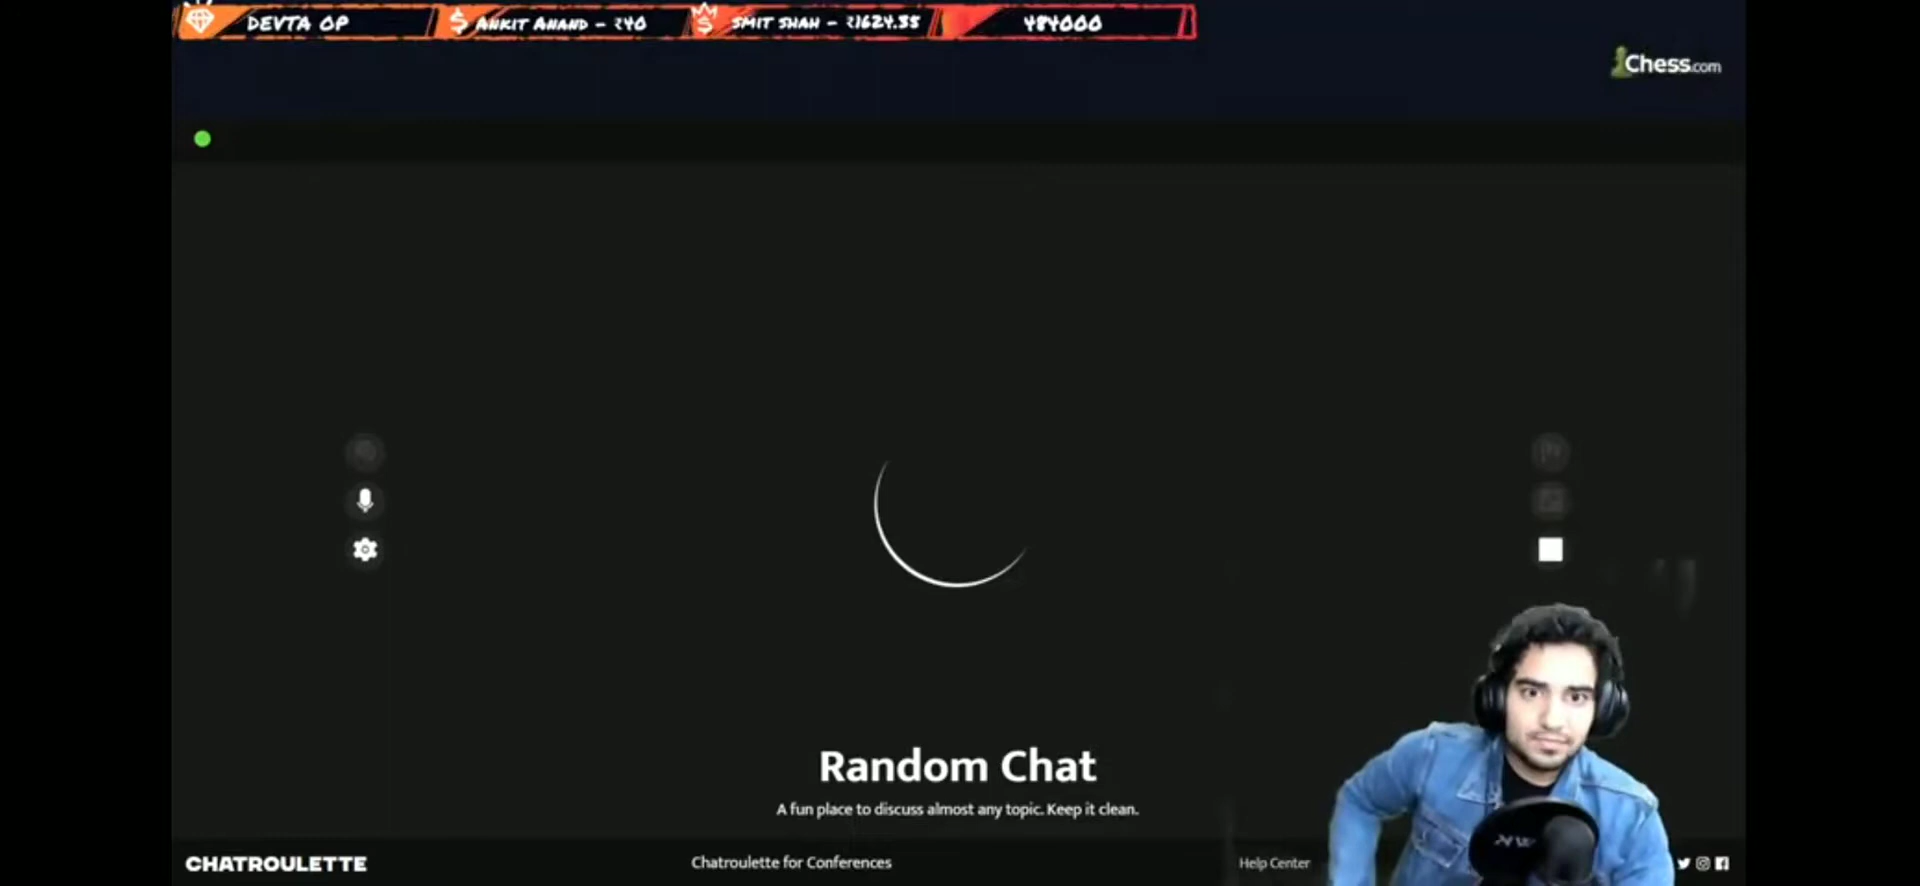 DEVTA OP
ANKIT ANAND - ₹40
SMIT SHAH - ₹1624.35
484000
Chess.com
Random Chat
A fun place to discuss almost any topic. Keep it clean.
CHATROULETTE
Chatroulette for Conferences
Help Center